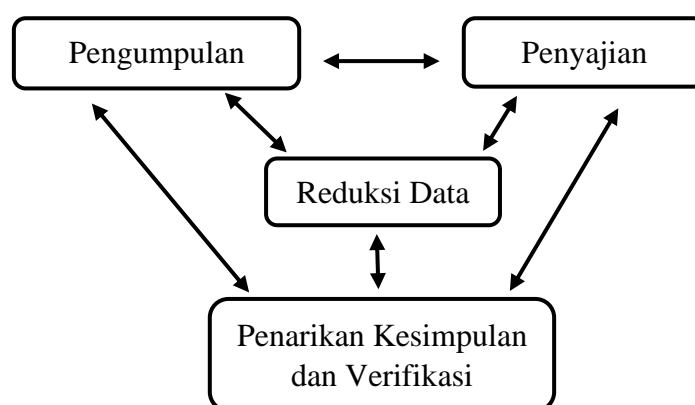 Pengumpulan
Penyajian
Reduksi Data
Penarikan Kesimpulan
dan Verifikasi